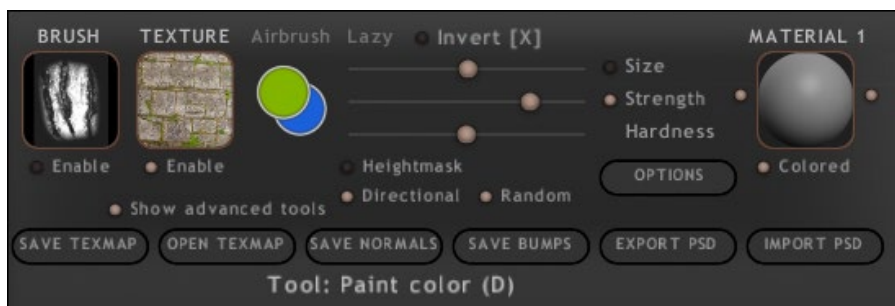 BRUSH TEXTURE Airbrush Lazy Invert [X] MATERIAL 1
Size
Strength
Hardness
Enable Enable Heightmask OPTIONS Colored
Directional Random
Show advanced tools
SAVE TEXMAP OPEN TEXMAP SAVE NORMALS SAVE BUMPS EXPORT PSD IMPORT PSD
Tool: Paint color (D)